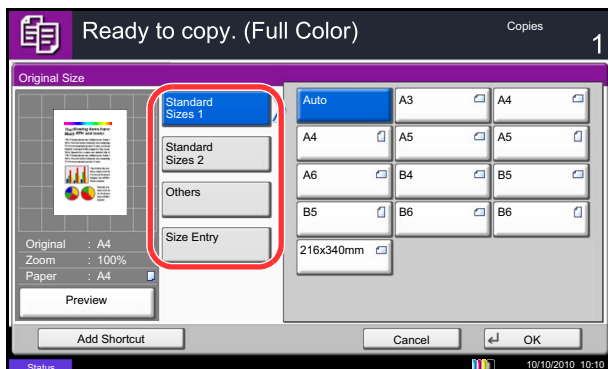 Ready to copy. (Full Color)
Copies
1
Original Size
Standard
Sizes 1
Standard
Sizes 2
Others
Size Entry
Auto
A3
A4
A4
A5
A5
A6
B4
B5
B5
B6
B6
216x340mm
Original : A4
Zoom : 100%
Paper : A4
Preview
Add Shortcut
Cancel
OK
Status
10/10/2010 10:10